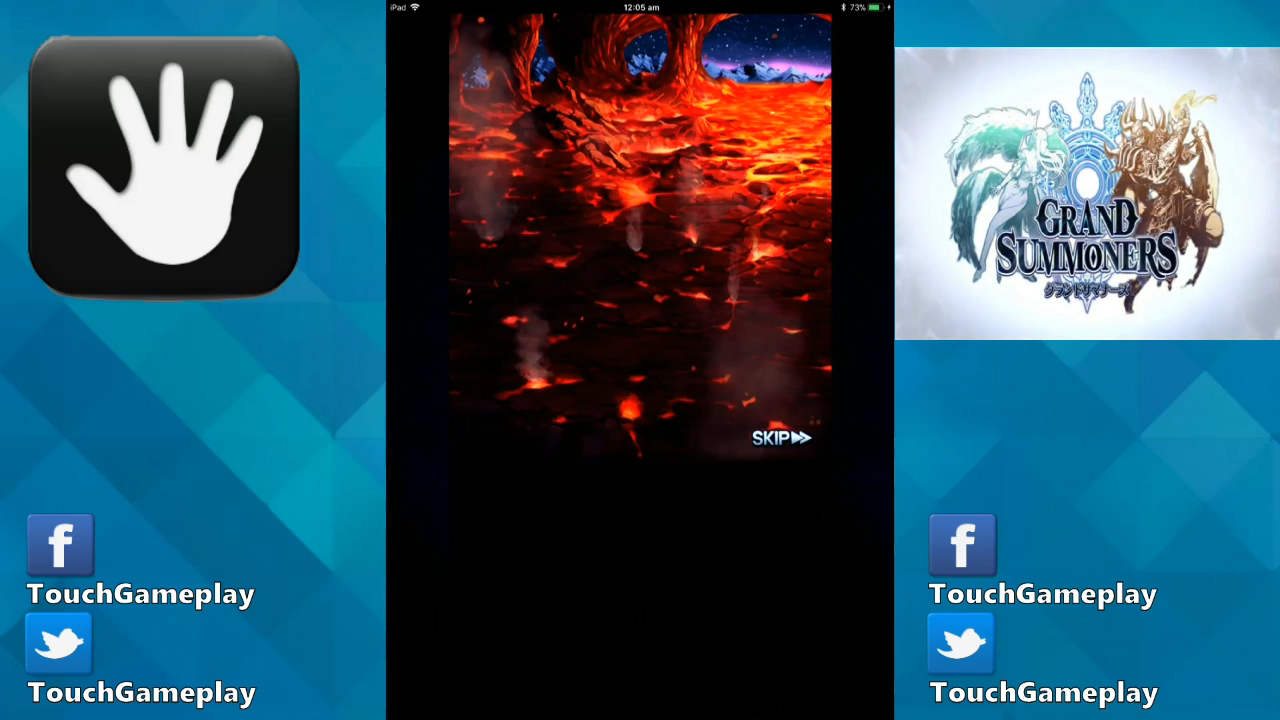 iPad
12:05 am
73%
GRAND
SUMMONERS
グランドサマナーズ
SKIP
f
TouchGameplay
TouchGameplay
f
TouchGameplay
TouchGameplay